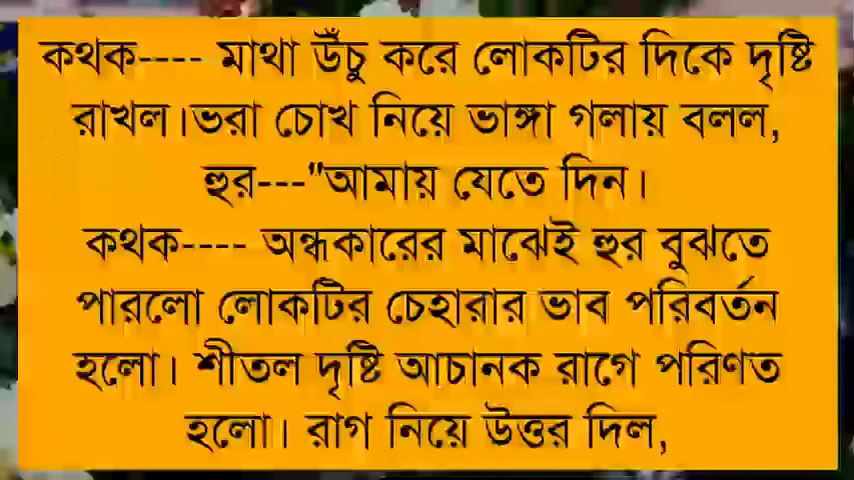 কথক---- মাথা উঁচু করে লোকটির দিকে দৃষ্টি
রাখল।ভরা চোখ নিয়ে ভাঙ্গা গলায় বলল,
হুর---"আমায় যেতে দিন।
কথক---- অন্ধকারের মাঝেই হুর বুঝতে
পারলো লোকটির চেহারার ভাব পরিবর্তন
হলো। শীতল দৃষ্টি আচানক রাগে পরিণত
হলো। রাগ নিয়ে উত্তর দিল,